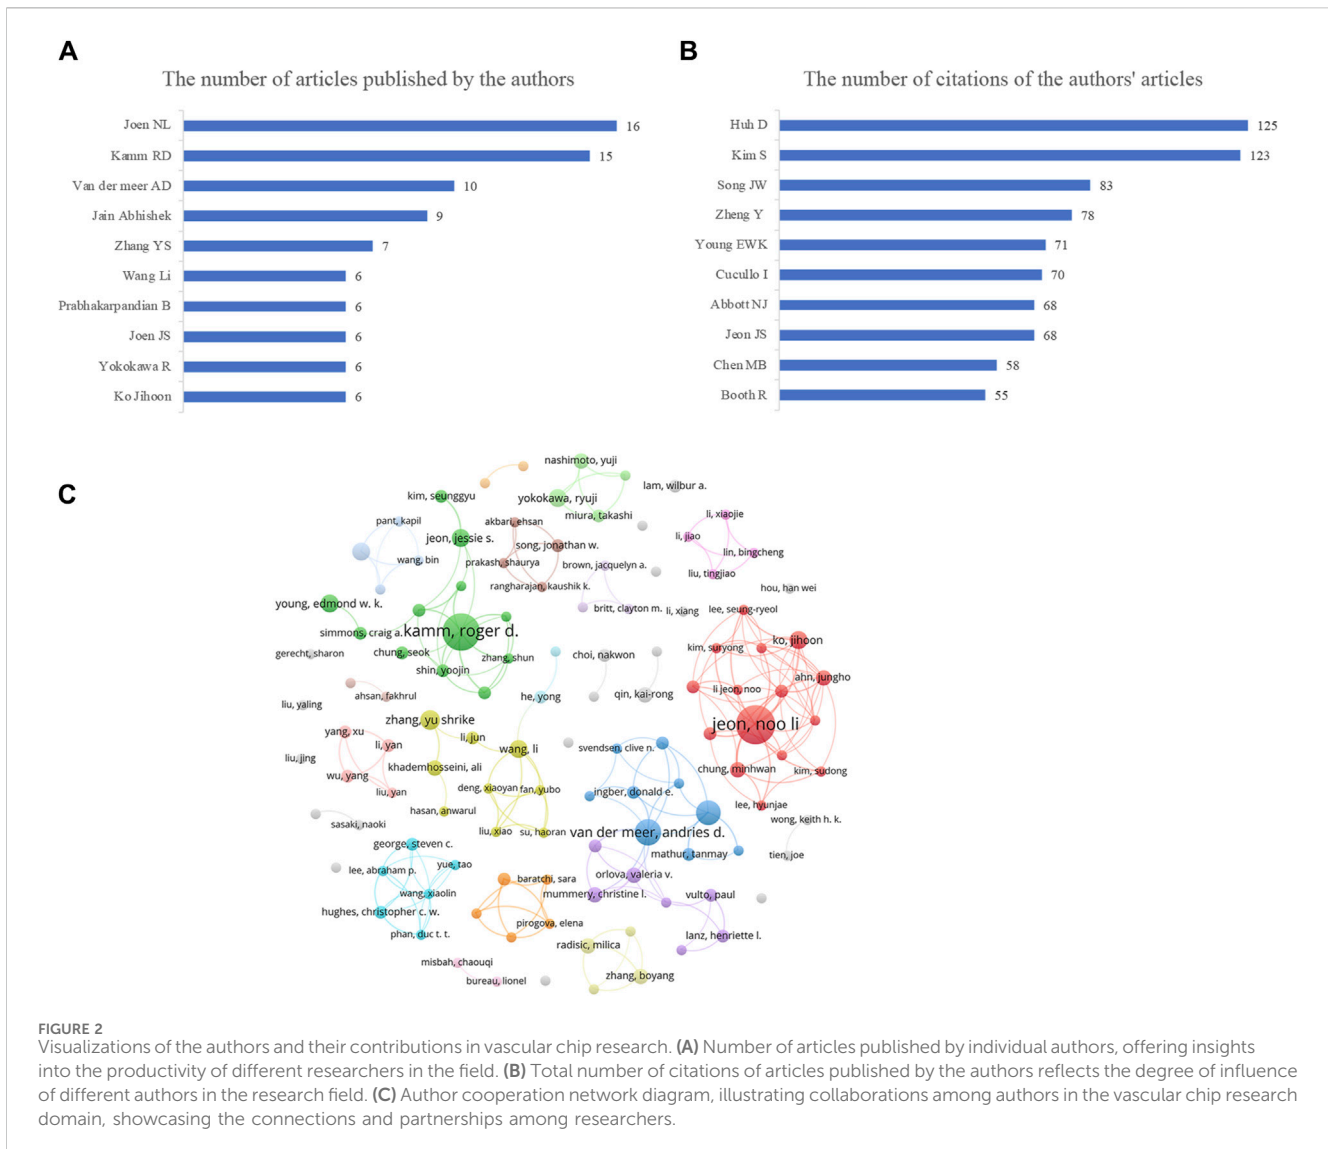 A
The number of articles published by the authors
Joen NL 16
Kamm RD 15
Van der meer AD 10
Jain Abhishek 9
Zhang YS 7
Wang Li 6
Prabhakarpandian B 6
Joen JS 6
Yokokawa R 6
Ko Jihoon 6
B
The number of citations of the authors' articles
Huh D 125
Kim S 123
Song JW 83
Zheng Y 78
Young EWK 71
Cucullo I 70
Abbott NJ 68
Jeon JS 68
Chen MB 58
Booth R 55
C
nashimoto, yuji
kim, seunggyu
yokokawa, ryuji
lam, wilbur a.
miura, takashi
pant, kapil
akbari, ehsan
li, xiaojie
jeon, jessie s.
song, jonathan w.
li, jiao
wang, bin
prakash, shaurya
brown, jacquelyn a.
lin, bingcheng
liu, tingjiao
rangharajan, kaushik k.
hou, han wei
young, edmond w. k.
britt, clayton m.
li, xiang
lee, seung-ryeol
simmons, craig a.
kamm, roger d.
ko, jihoon
gerecht, sharon
chung, seok
zhang, shun
choi, nakwon
kim, suryong
shin, yoojin
ahn, jungho
ahsan, fakhrul
he, yong
qin, kai-rong
li jeon, noo
liu, yaling
zhang, yu shrike
jeon, noo li
yang, xu
li, yan
li, jun
wang, li
svendsen, clive n.
liu, jing
khademhosseini, ali
chung, minhwan
kim, sudong
wu, yang
liu, yan
deng, xiaoyan
fan, yubo
ingber, donald e.
hasan, anwarul
lee, hyunjae
sasaki, naoki
liu, xiao
su, haoran
van der meer, andries d.
wong, keith h. k.
george, steven c.
mathur, tanmay
tien, joe
lee, abraham p.
yue, tao
baratchi, sara
orlova, valeria v.
wang, xiaolin
mummery, christine l.
vulto, paul
hughes, christopher c. w.
pirogova, elena
phan, duc t. t.
radisic, milica
lanz, henriette l.
misbah, chaouqi
bureau, lionel
zhang, boyang
FIGURE 2
Visualizations of the authors and their contributions in vascular chip research. (A) Number of articles published by individual authors, offering insights
into the productivity of different researchers in the field. (B) Total number of citations of articles published by the authors reflects the degree of influence
of different authors in the research field. (C) Author cooperation network diagram, illustrating collaborations among authors in the vascular chip research
domain, showcasing the connections and partnerships among researchers.